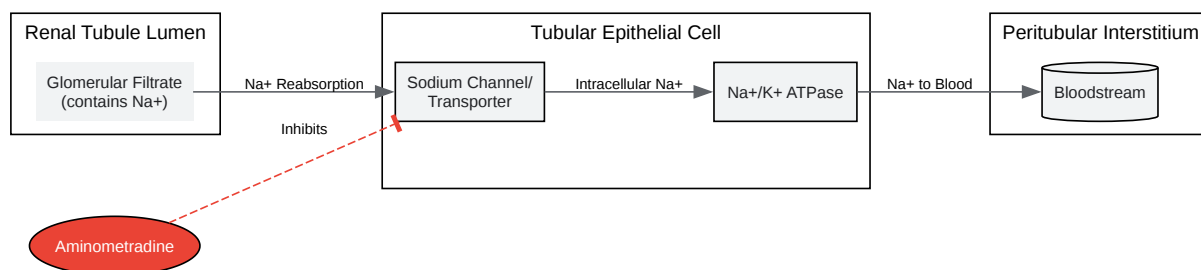 Renal Tubule Lumen
Glomerular Filtrate
(contains Na+)
Na+ Reabsorption
Tubular Epithelial Cell
Sodium Channel/
Transporter
Intracellular Na+
Na+/K+ ATPase
Na+ to Blood
Peritubular Interstitium
Bloodstream
Inhibits
Aminometradine